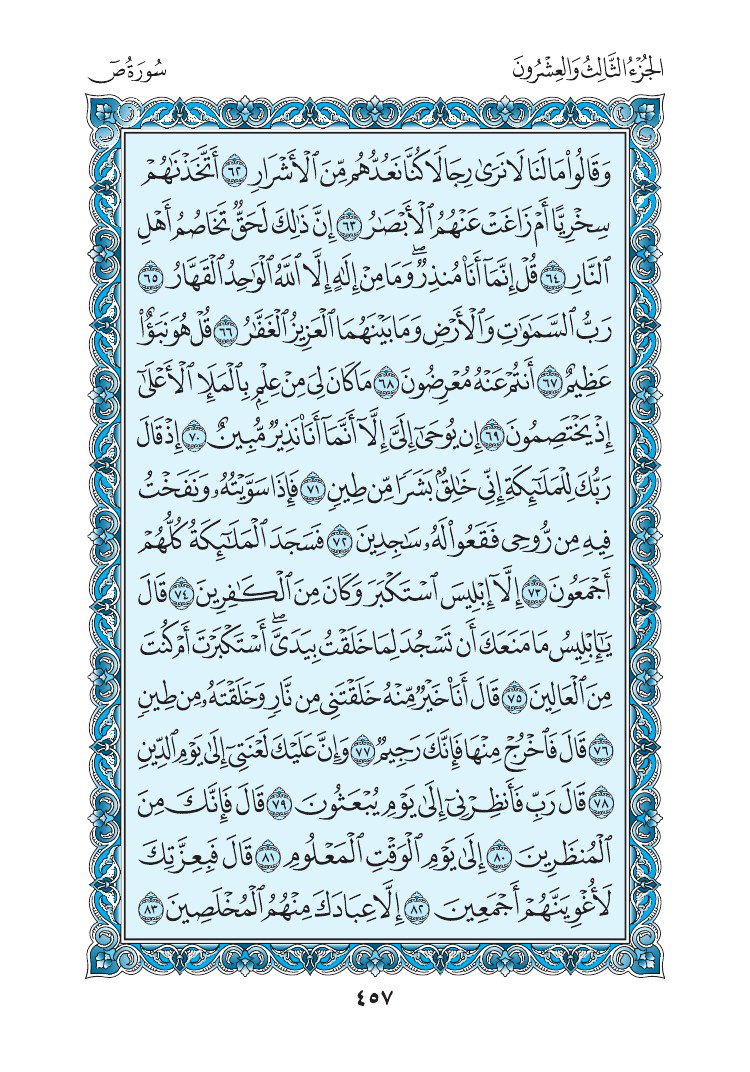 الجُزْءُ الثَّالِثُ وَالعِشْرُونَ
سُورَةُ صٓ
وَقَالُوا۟ مَا لَنَا لَا نَرَىٰ رِجَالًا كُنَّا نَعُدُّهُم مِّنَ ٱلْأَشْرَارِ ٦٢ أَتَّخَذْنَٰهُمْ
سِخْرِيًّا أَمْ زَاغَتْ عَنْهُمُ ٱلْأَبْصَٰرُ ٦٣ إِنَّ ذَٰلِكَ لَحَقٌّ تَخَاصُمُ أَهْلِ
ٱلنَّارِ ٦٤ قُلْ إِنَّمَآ أَنَا۠ مُنذِرٌ ۖ وَمَا مِنْ إِلَٰهٍ إِلَّا ٱللَّهُ ٱلْوَٰحِدُ ٱلْقَهَّارُ ٦٥
رَبُّ ٱلسَّمَٰوَٰتِ وَٱلْأَرْضِ وَمَا بَيْنَهُمَا ٱلْعَزِيزُ ٱلْغَفَّٰرُ ٦٦ قُلْ هُوَ نَبَؤٌا۟
عَظِيمٌ ٦٧ أَنتُمْ عَنْهُ مُعْرِضُونَ ٦٨ مَا كَانَ لِىَ مِنْ عِلْمٍۭ بِٱلْمَلَإِ ٱلْأَعْلَىٰٓ
إِذْ يَخْتَصِمُونَ ٦٩ إِن يُوحَىٰٓ إِلَىَّ إِلَّآ أَنَّمَآ أَنَا۠ نَذِيرٌ مُّبِينٌ ٧٠ إِذْ قَالَ
رَبُّكَ لِلْمَلَٰٓئِكَةِ إِنِّى خَٰلِقٌۢ بَشَرًا مِّن طِينٍ ٧١ فَإِذَا سَوَّيْتُهُۥ وَنَفَخْتُ
فِيهِ مِن رُّوحِى فَقَعُوا۟ لَهُۥ سَٰجِدِينَ ٧٢ فَسَجَدَ ٱلْمَلَٰٓئِكَةُ كُلُّهُمْ
أَجْمَعُونَ ٧٣ إِلَّآ إِبْلِيسَ ٱسْتَكْبَرَ وَكَانَ مِنَ ٱلْكَٰفِرِينَ ٧٤ قَالَ
يَٰٓإِبْلِيسُ مَا مَنَعَكَ أَن تَسْجُدَ لِمَا خَلَقْتُ بِيَدَىَّ ۖ أَسْتَكْبَرْتَ أَمْ كُنتَ
مِنَ ٱلْعَالِينَ ٧٥ قَالَ أَنَا۠ خَيْرٌ مِّنْهُ خَلَقْتَنِى مِن نَّارٍ وَخَلَقْتَهُۥ مِن طِينٍ
٧٦ قَالَ فَٱخْرُجْ مِنْهَا فَإِنَّكَ رَجِيمٌ ٧٧ وَإِنَّ عَلَيْكَ لَعْنَتِىٓ إِلَىٰ يَوْمِ ٱلدِّينِ
٧٨ قَالَ رَبِّ فَأَنظِرْنِىٓ إِلَىٰ يَوْمِ يُبْعَثُونَ ٧٩ قَالَ فَإِنَّكَ مِنَ
ٱلْمُنظَرِينَ ٨٠ إِلَىٰ يَوْمِ ٱلْوَقْتِ ٱلْمَعْلُومِ ٨١ قَالَ فَبِعِزَّتِكَ
لَأُغْوِيَنَّهُمْ أَجْمَعِينَ ٨٢ إِلَّا عِبَادَكَ مِنْهُمُ ٱلْمُخْلَصِينَ ٨٣
٤٥٧